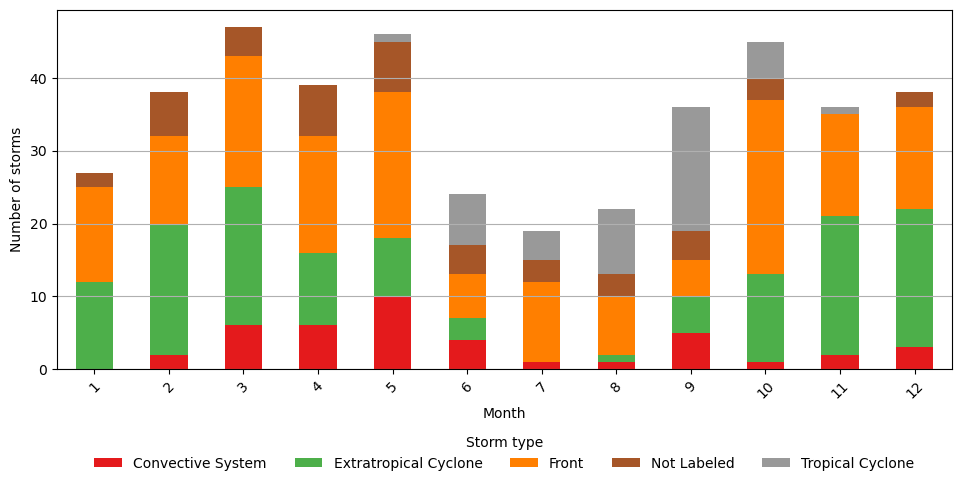 Number of storms
40
30
20
10
0
1 2 3 4 5 6 7 8 9 10 11 12
Month
Storm type
Convective System Extratropical Cyclone Front Not Labeled Tropical Cyclone